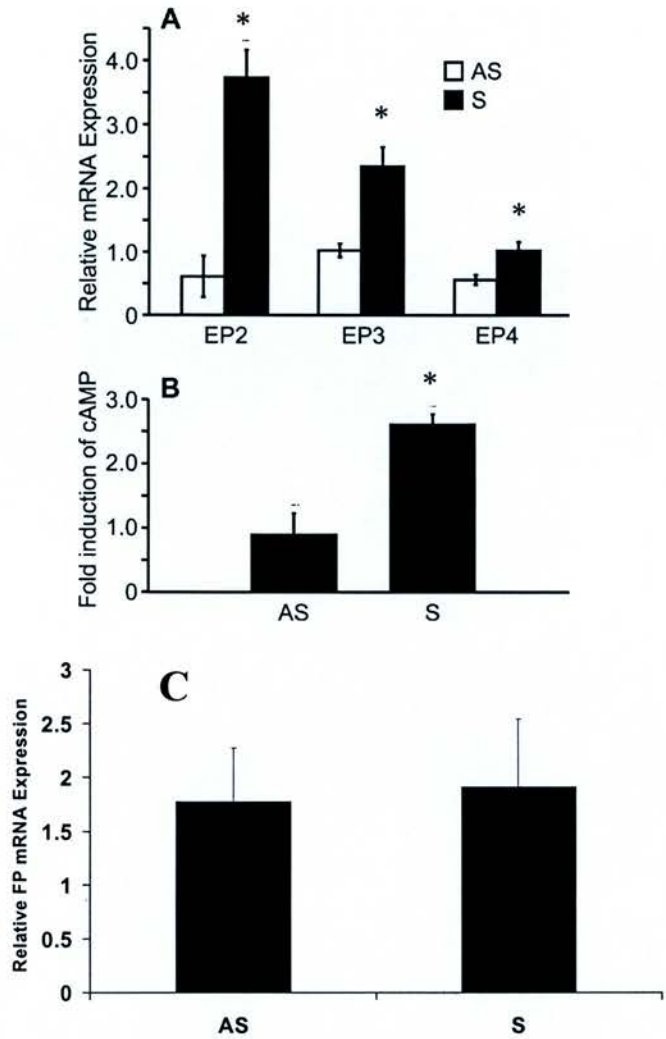 A
*
4.0
3.0
2.0
1.0
0
Relative mRNA Expression
AS
S
*
*
EP2
EP3
EP4
B
*
3.0
2.0
1.0
0
Fold induction of cAMP
AS
S
C
3
2.5
2
1.5
1
0.5
0
Relative FP mRNA Expression
AS
S